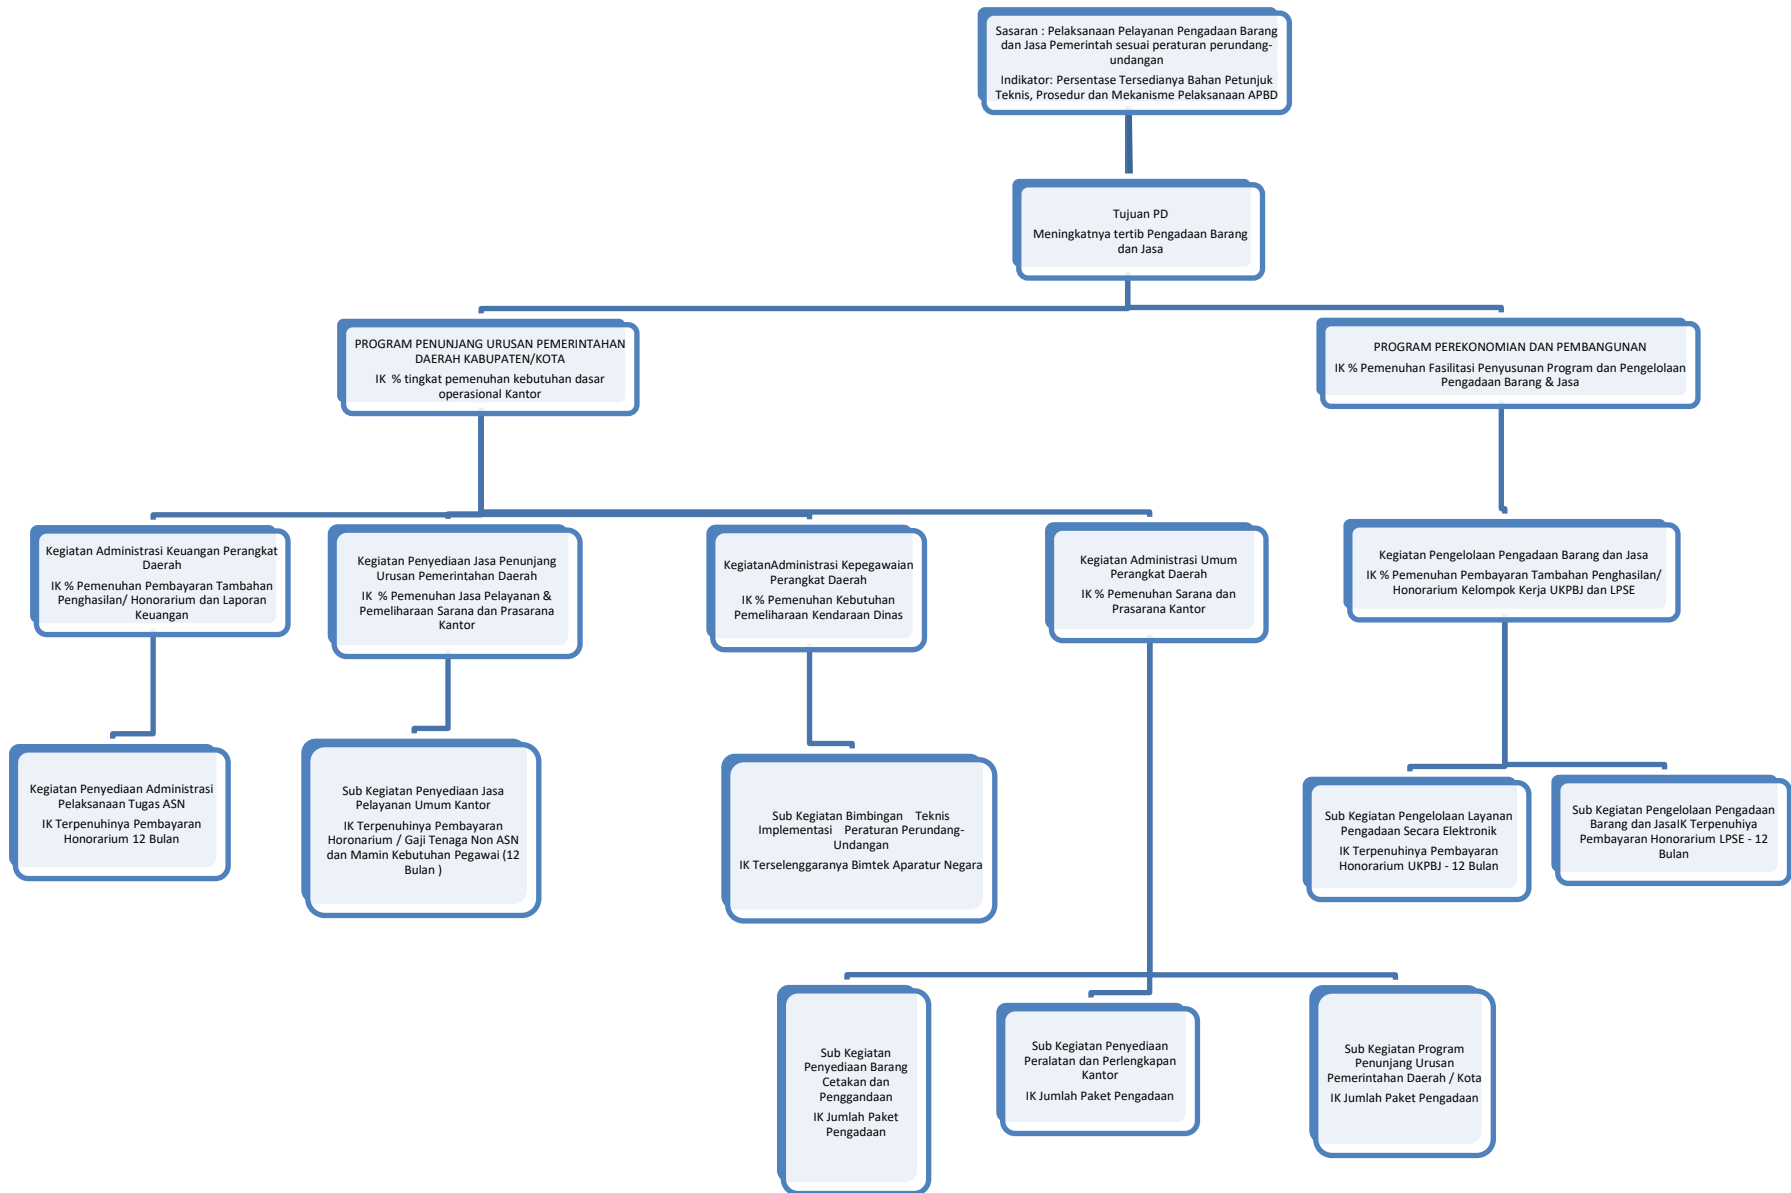 Sasaran : Pelaksanaan Pelayanan Pengadaan Barang
dan Jasa Pemerintah sesuai peraturan perundang-
undangan
Indikator: Persentase Tersedianya Bahan Petunjuk
Teknis, Prosedur dan Mekanisme Pelaksanaan APBD
Tujuan PD
Meningkatnya tertib Pengadaan Barang
dan Jasa
PROGRAM PENUNJANG URUSAN PEMERINTAHAN
DAERAH KABUPATEN/KOTA
IK % tingkat pemenuhan kebutuhan dasar
operasional Kantor
PROGRAM PEREKONOMIAN DAN PEMBANGUNAN
IK % Pemenuhan Fasilitasi Penyusunan Program dan Pengelolaan
Pengadaan Barang & Jasa
Kegiatan Administrasi Keuangan Perangkat
Daerah
IK % Pemenuhan Pembayaran Tambahan
Penghasilan/ Honorarium dan Laporan
Keuangan
Kegiatan Penyediaan Jasa Penunjang
Urusan Pemerintahan Daerah
IK % Pemenuhan Jasa Pelayanan &
Pemeliharaan Sarana dan Prasarana
Kantor
KegiatanAdministrasi Kepegawaian
Perangkat Daerah
IK % Pemenuhan Kebutuhan
Pemeliharaan Kendaraan Dinas
Kegiatan Administrasi Umum
Perangkat Daerah
IK % Pemenuhan Sarana dan
Prasarana Kantor
Kegiatan Pengelolaan Pengadaan Barang dan Jasa
IK % Pemenuhan Pembayaran Tambahan Penghasilan/
Honorarium Kelompok Kerja UKPBJ dan LPSE
Kegiatan Penyediaan Administrasi
Pelaksanaan Tugas ASN
IK Terpenuhinya Pembayaran
Honorarium 12 Bulan
Sub Kegiatan Penyediaan Jasa
Pelayanan Umum Kantor
IK Terpenuhinya Pembayaran
Horonarium / Gaji Tenaga Non ASN
dan Mamin Kebutuhan Pegawai (12
Bulan )
Sub Kegiatan Bimbingan Teknis
Implementasi Peraturan Perundang-
Undangan
IK Terselenggaranya Bimtek Aparatur Negara
Sub Kegiatan Pengelolaan Layanan
Pengadaan Secara Elektronik
IK Terpenuhinya Pembayaran
Honorarium UKPBJ - 12 Bulan
Sub Kegiatan Pengelolaan Pengadaan
Barang dan JasaIK Terpenuhiya
Pembayaran Honorarium LPSE - 12
Bulan
Sub Kegiatan
Penyediaan Barang
Cetakan dan
Penggandaan
IK Jumlah Paket
Pengadaan
Sub Kegiatan Penyediaan
Peralatan dan Perlengkapan
Kantor
IK Jumlah Paket Pengadaan
Sub Kegiatan Program
Penunjang Urusan
Pemerintahan Daerah / Kota
IK Jumlah Paket Pengadaan